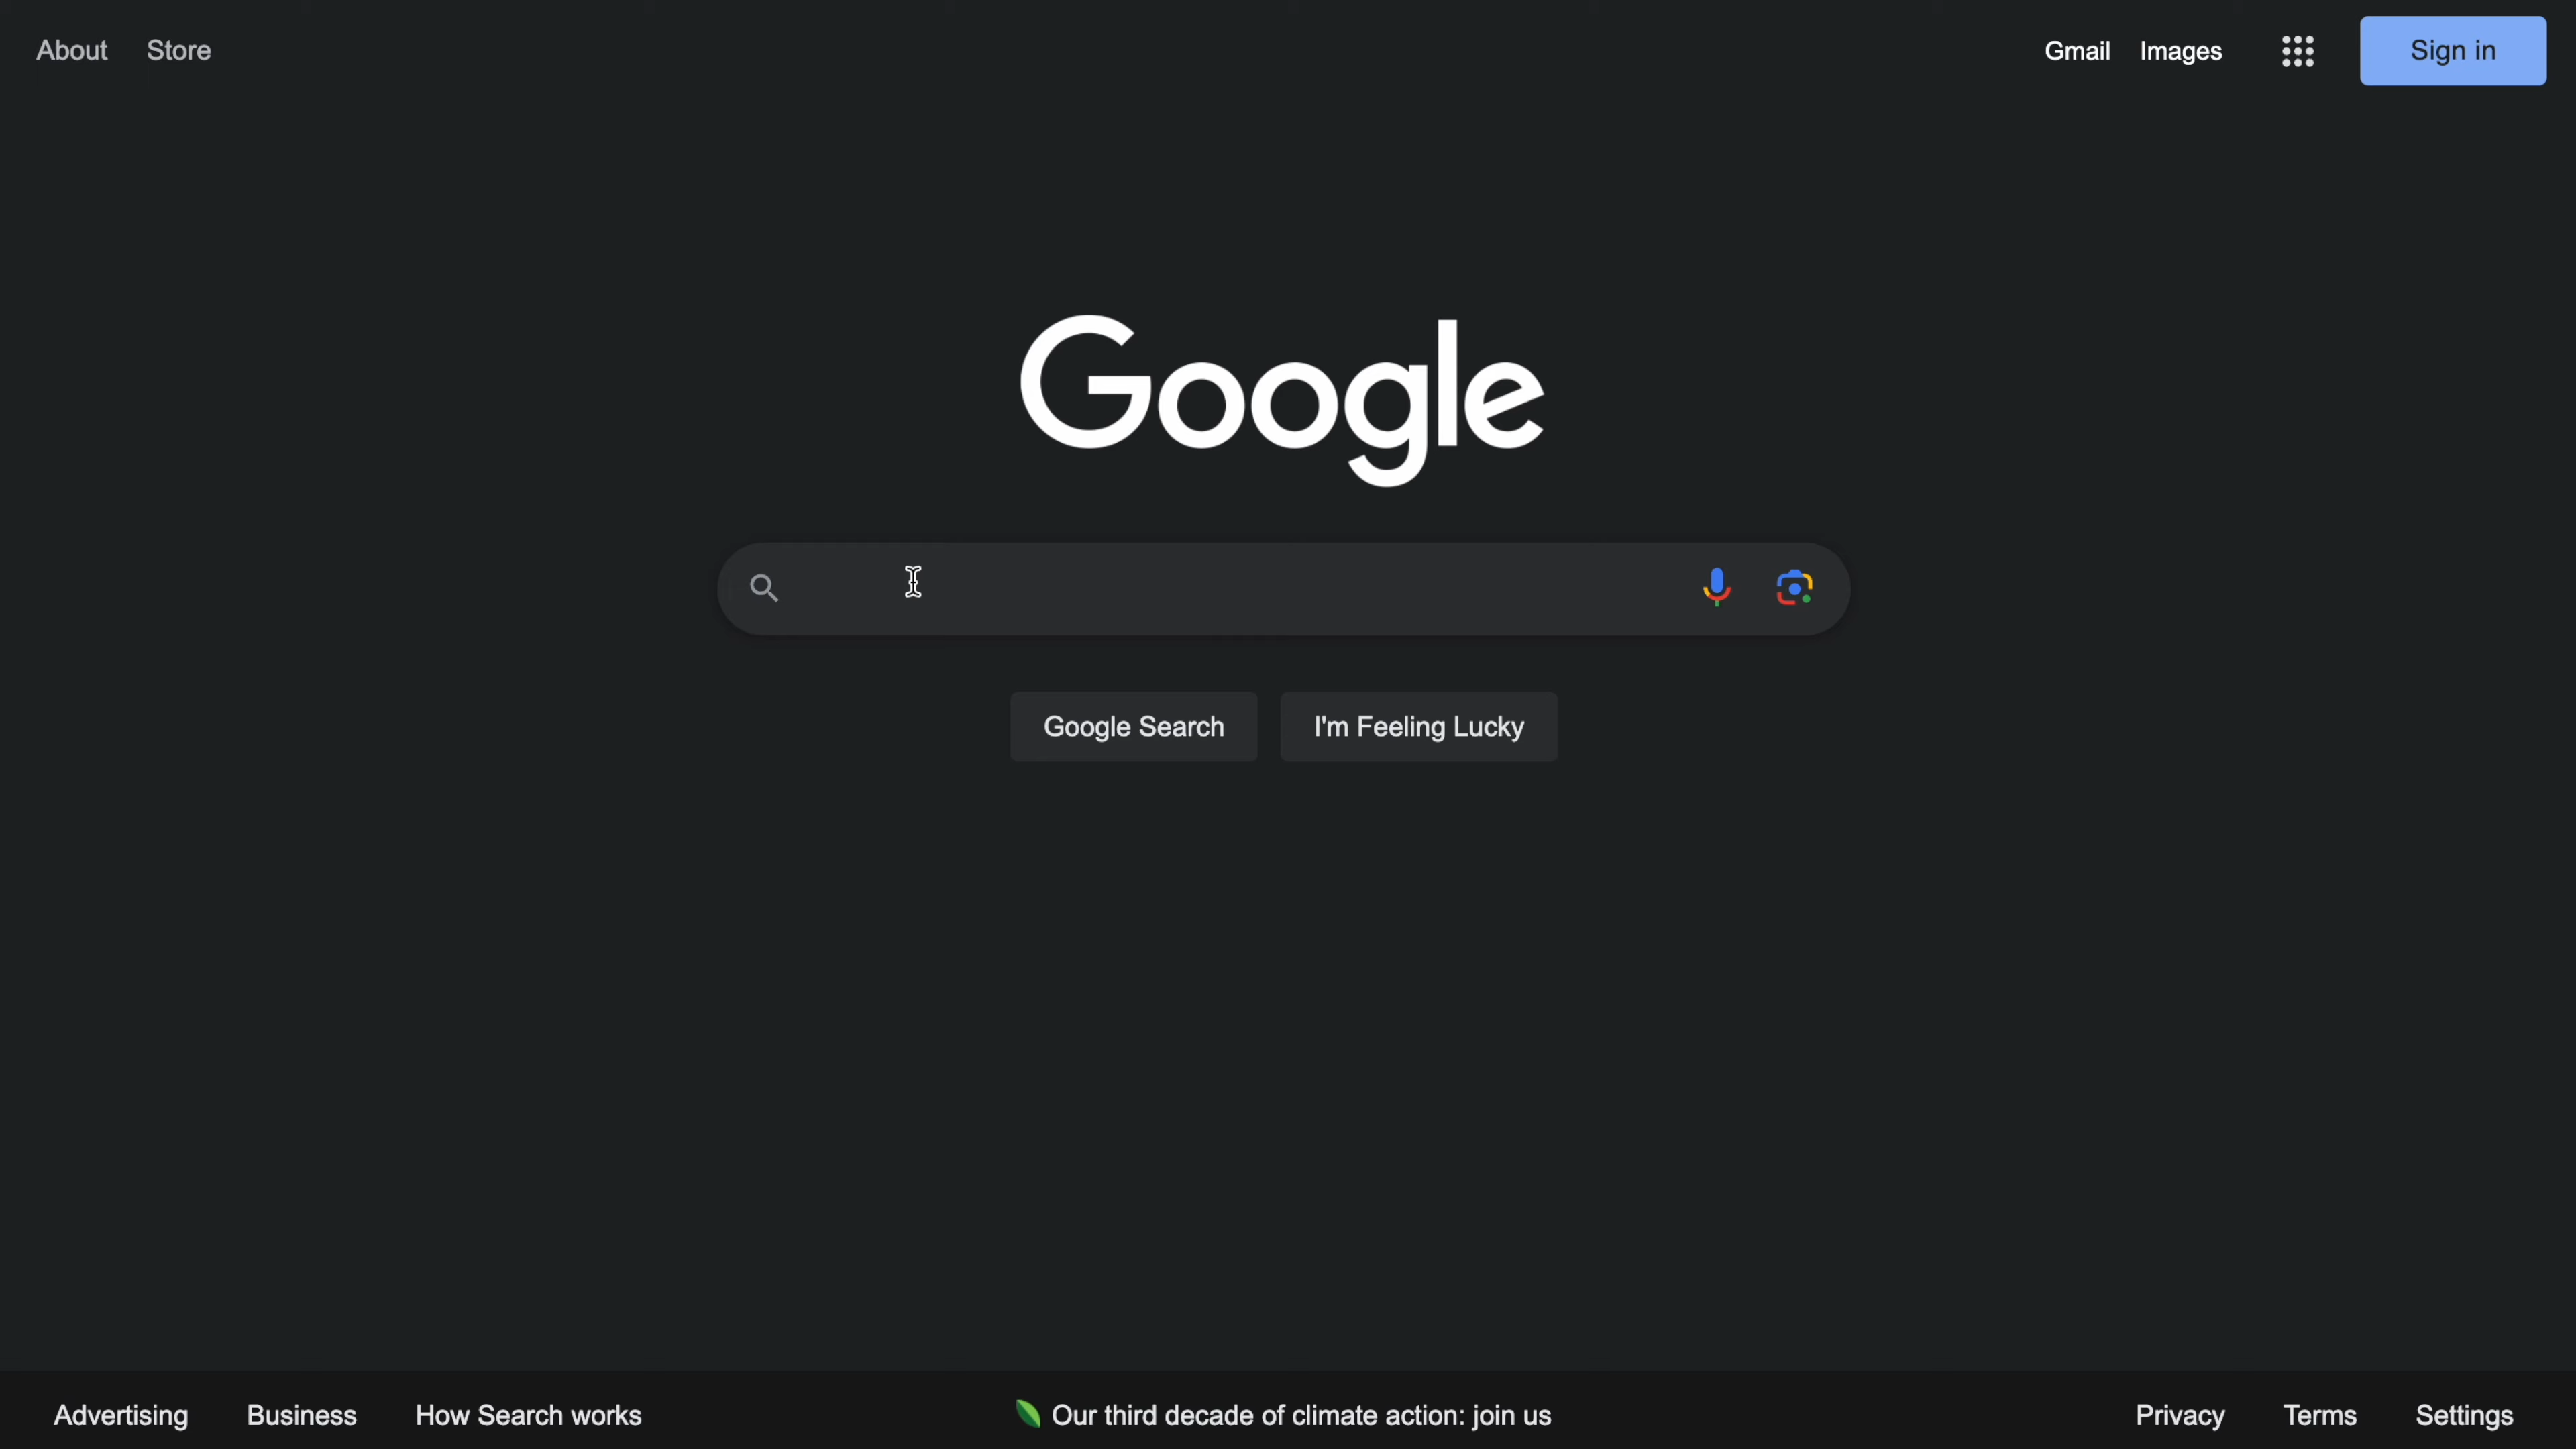 About Store
Gmail Images Sign in
Google
Google Search I'm Feeling Lucky
Advertising Business How Search works
Our third decade of climate action: join us
Privacy Terms Settings